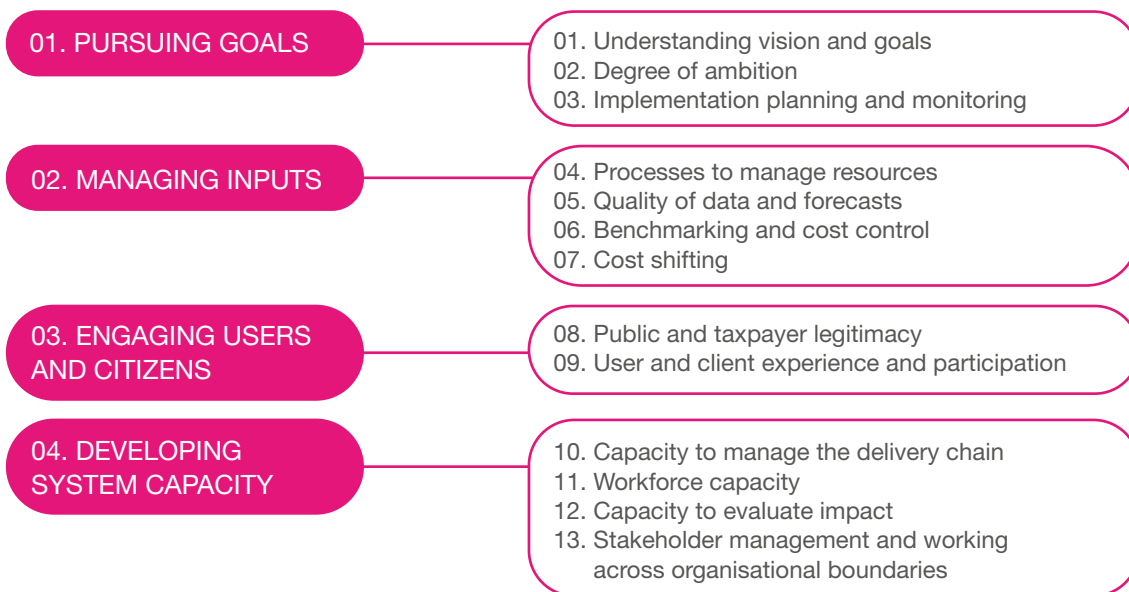 01. PURSUING GOALS
01. Understanding vision and goals
02. Degree of ambition
03. Implementation planning and monitoring
02. MANAGING INPUTS
04. Processes to manage resources
05. Quality of data and forecasts
06. Benchmarking and cost control
07. Cost shifting
03. ENGAGING USERS
AND CITIZENS
08. Public and taxpayer legitimacy
09. User and client experience and participation
04. DEVELOPING
SYSTEM CAPACITY
10. Capacity to manage the delivery chain
11. Workforce capacity
12. Capacity to evaluate impact
13. Stakeholder management and working
across organisational boundaries